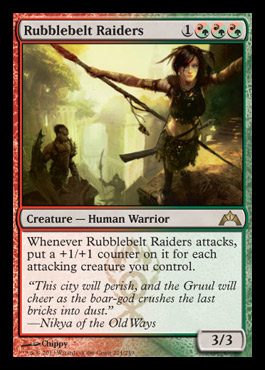 Rubblebelt Raiders 1
Creature — Human Warrior
Whenever Rubblebelt Raiders attacks,
put a +1/+1 counter on it for each
attacking creature you control.
“This city will perish, and the Gruul will
cheer as the boar-god crushes the last
bricks into dust.”
—Nikya of the Old Ways
3/3
Chippy